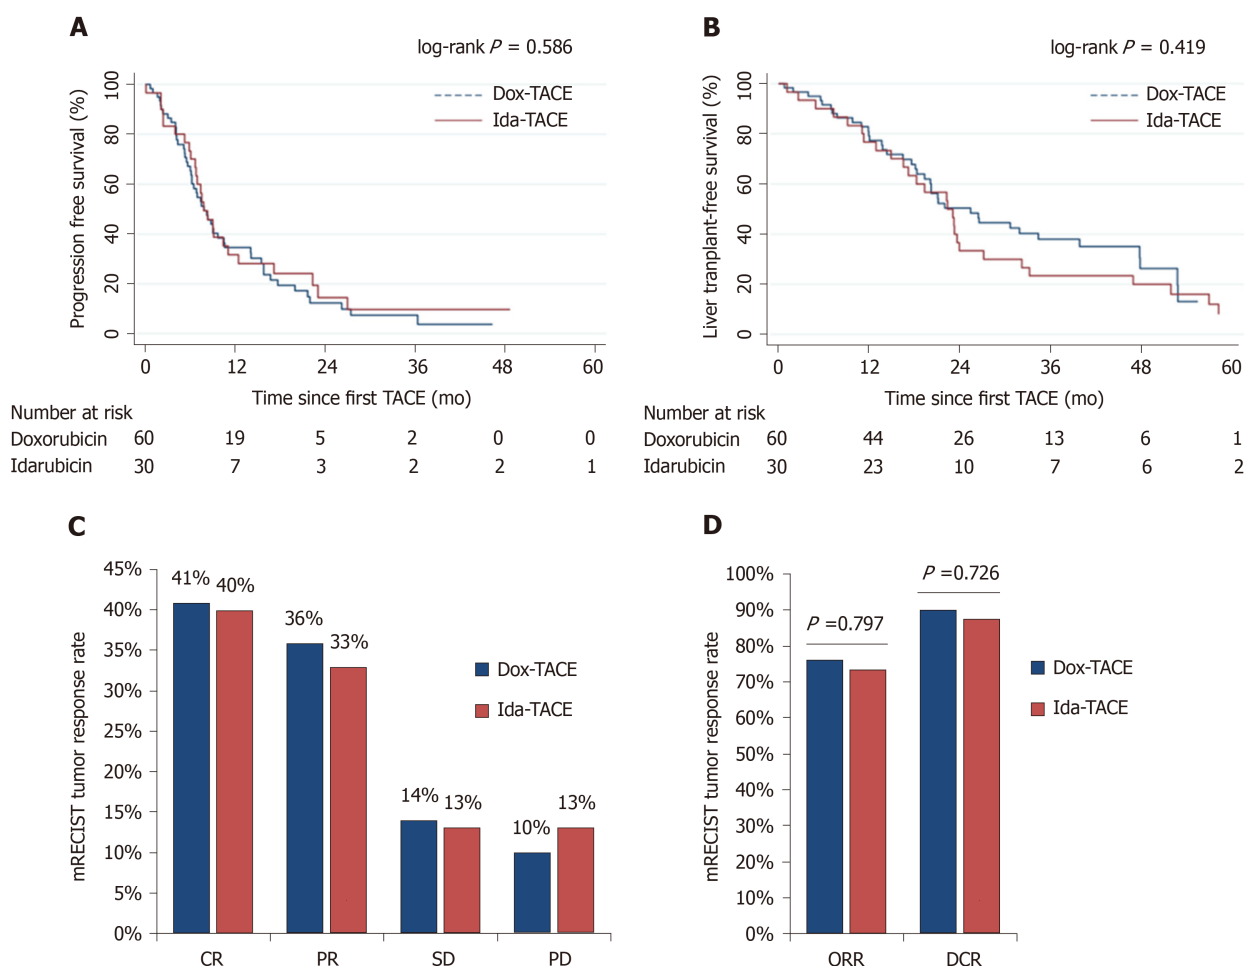 A
log-rank P = 0.586
Progression free survival (%)
100
80
60
40
20
0
Dox-TACE
Ida-TACE
0 12 24 36 48 60
Time since first TACE (mo)
Number at risk
Doxorubicin 60 19 5 2 0 0
Idarubicin 30 7 3 2 2 1
B
log-rank P = 0.419
Liver tranplant-free survival (%)
100
80
60
40
20
0
Dox-TACE
Ida-TACE
0 12 24 36 48 60
Time since first TACE (mo)
Number at risk
Doxorubicin 60 44 26 13 6 1
Idarubicin 30 23 10 7 6 2
C
mRECIST tumor response rate
45%
40%
35%
30%
25%
20%
15%
10%
5%
0%
41% 40%
36% 33%
14% 13%
10% 13%
Dox-TACE
Ida-TACE
CR PR SD PD
D
mRECIST tumor response rate
100%
90%
80%
70%
60%
50%
40%
30%
20%
10%
0%
P =0.797
P =0.726
Dox-TACE
Ida-TACE
ORR DCR